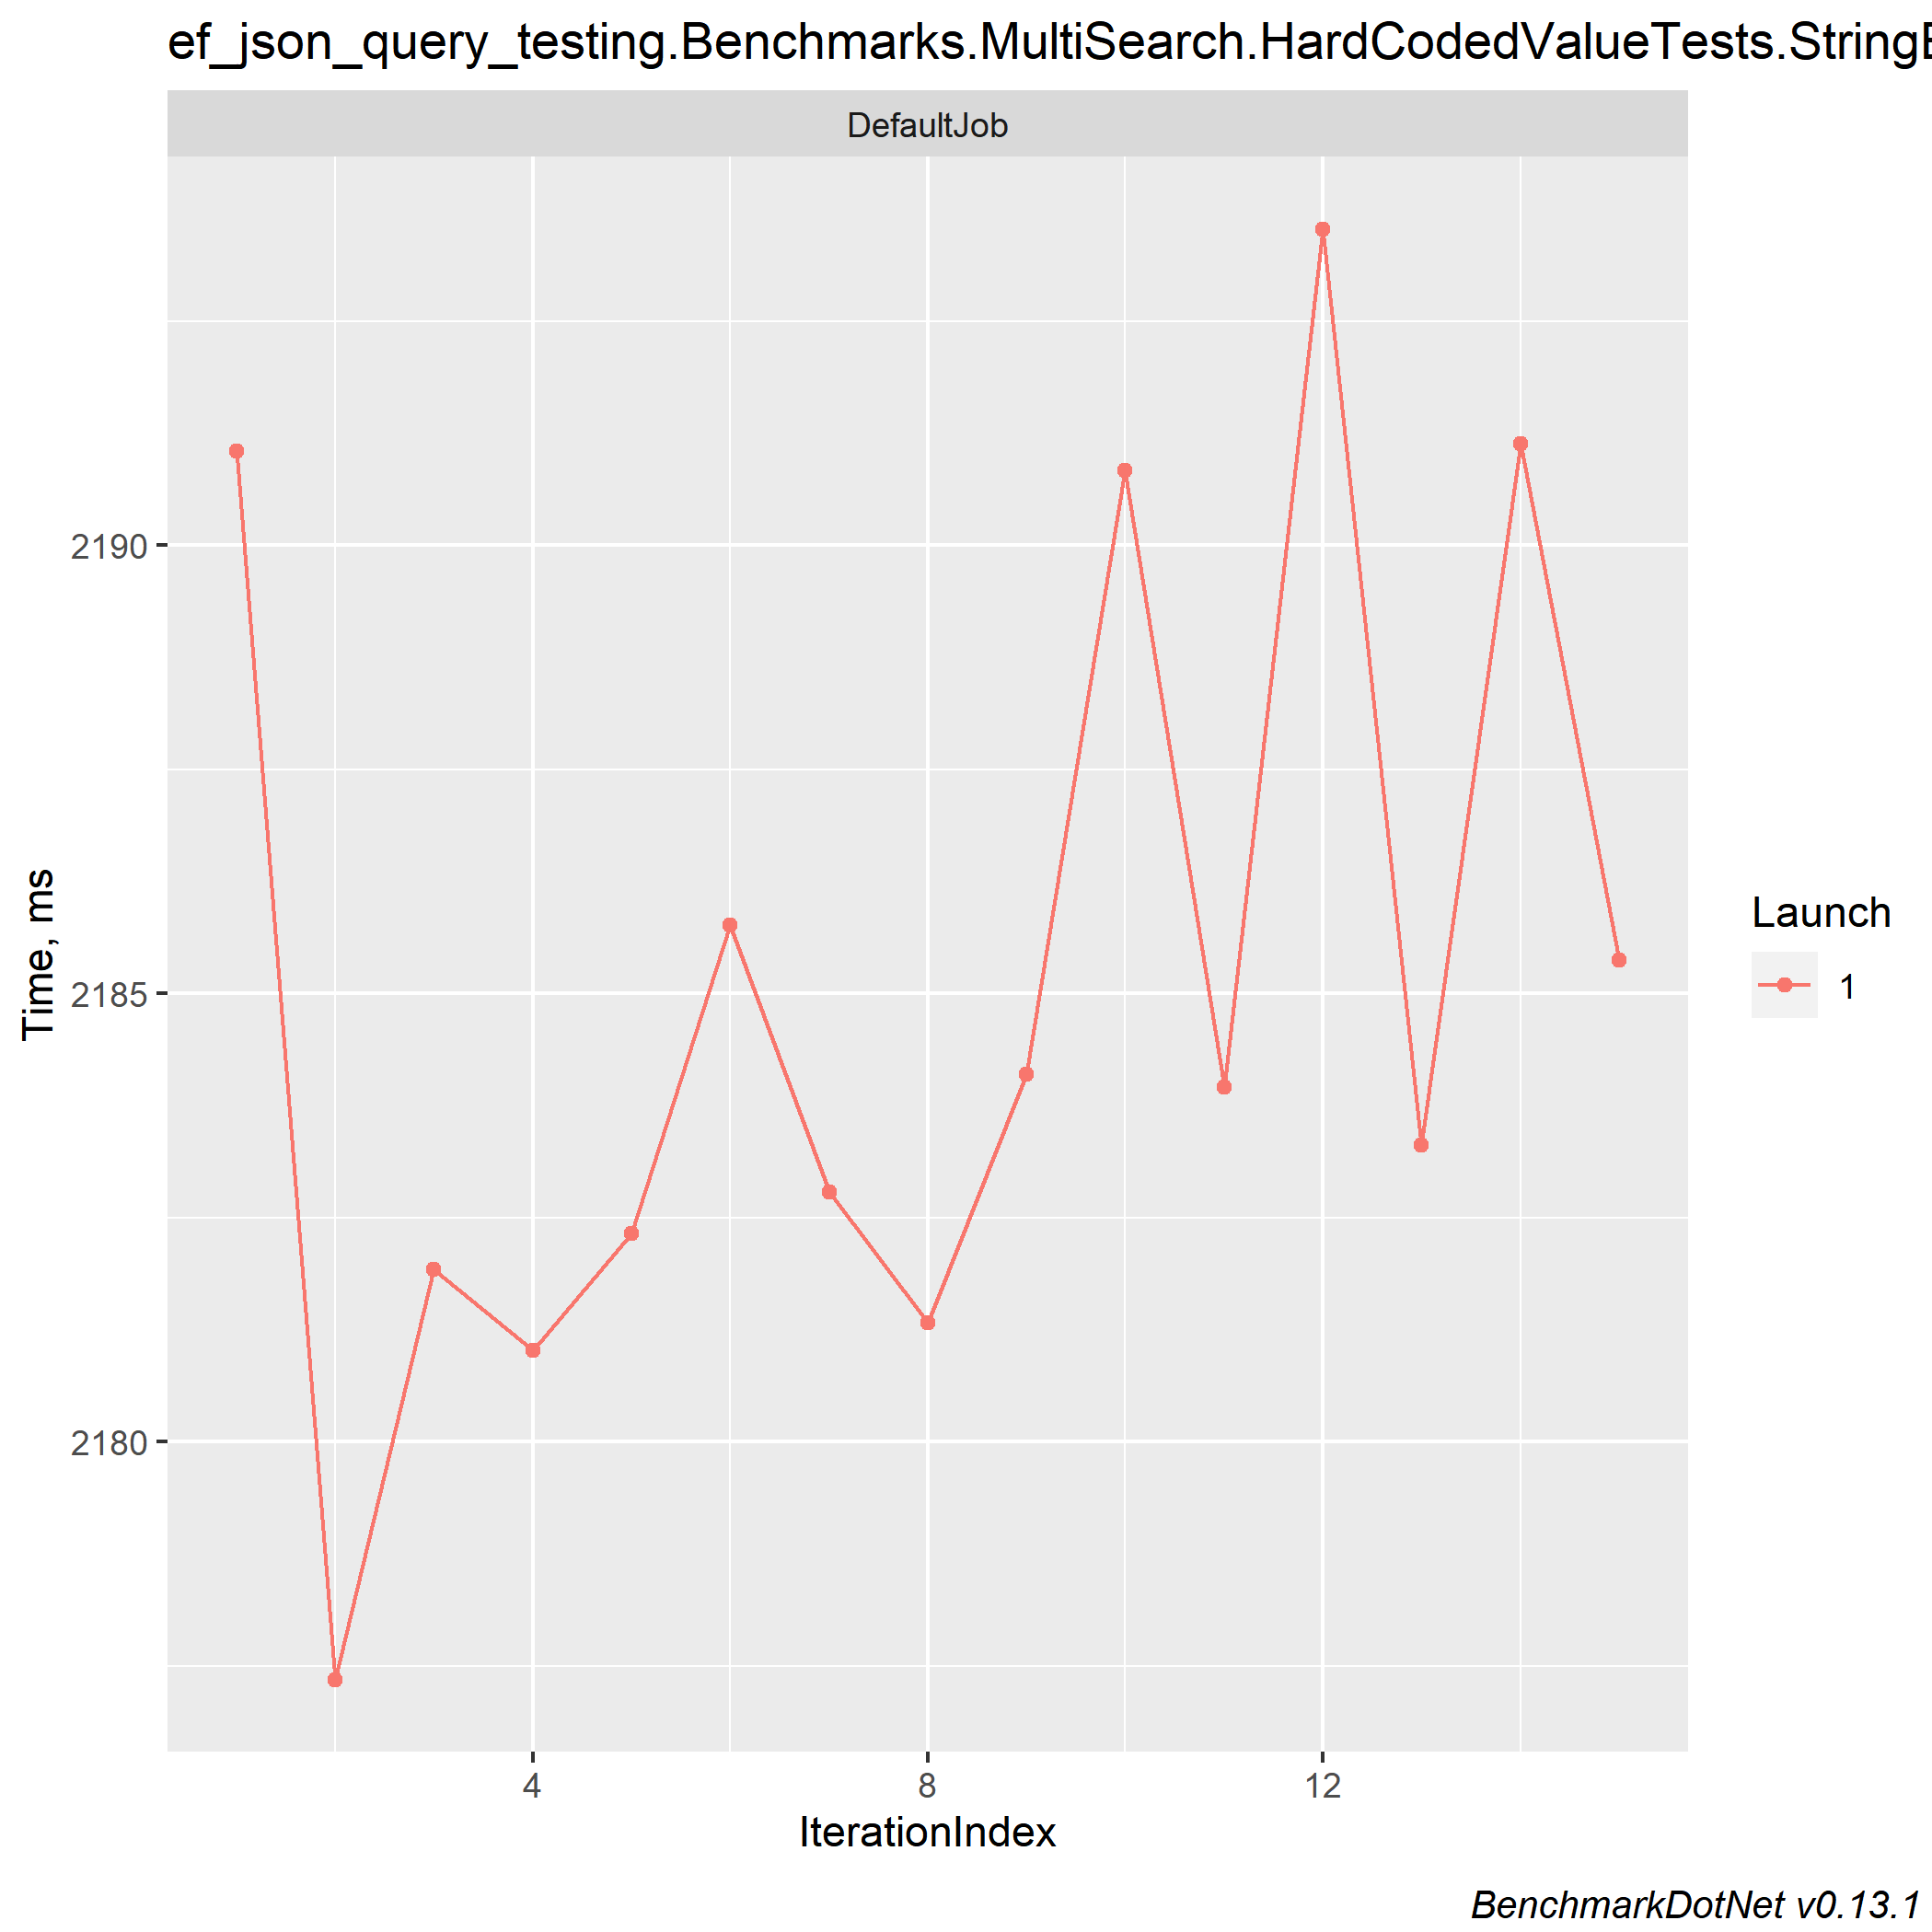 ef_json_query_testing.Benchmarks.MultiSearch.HardCodedValueTests.StringE
DefaultJob
Time, ms
2190
2185
2180
4
8
12
IterationIndex
Launch
1
BenchmarkDotNet v0.13.1